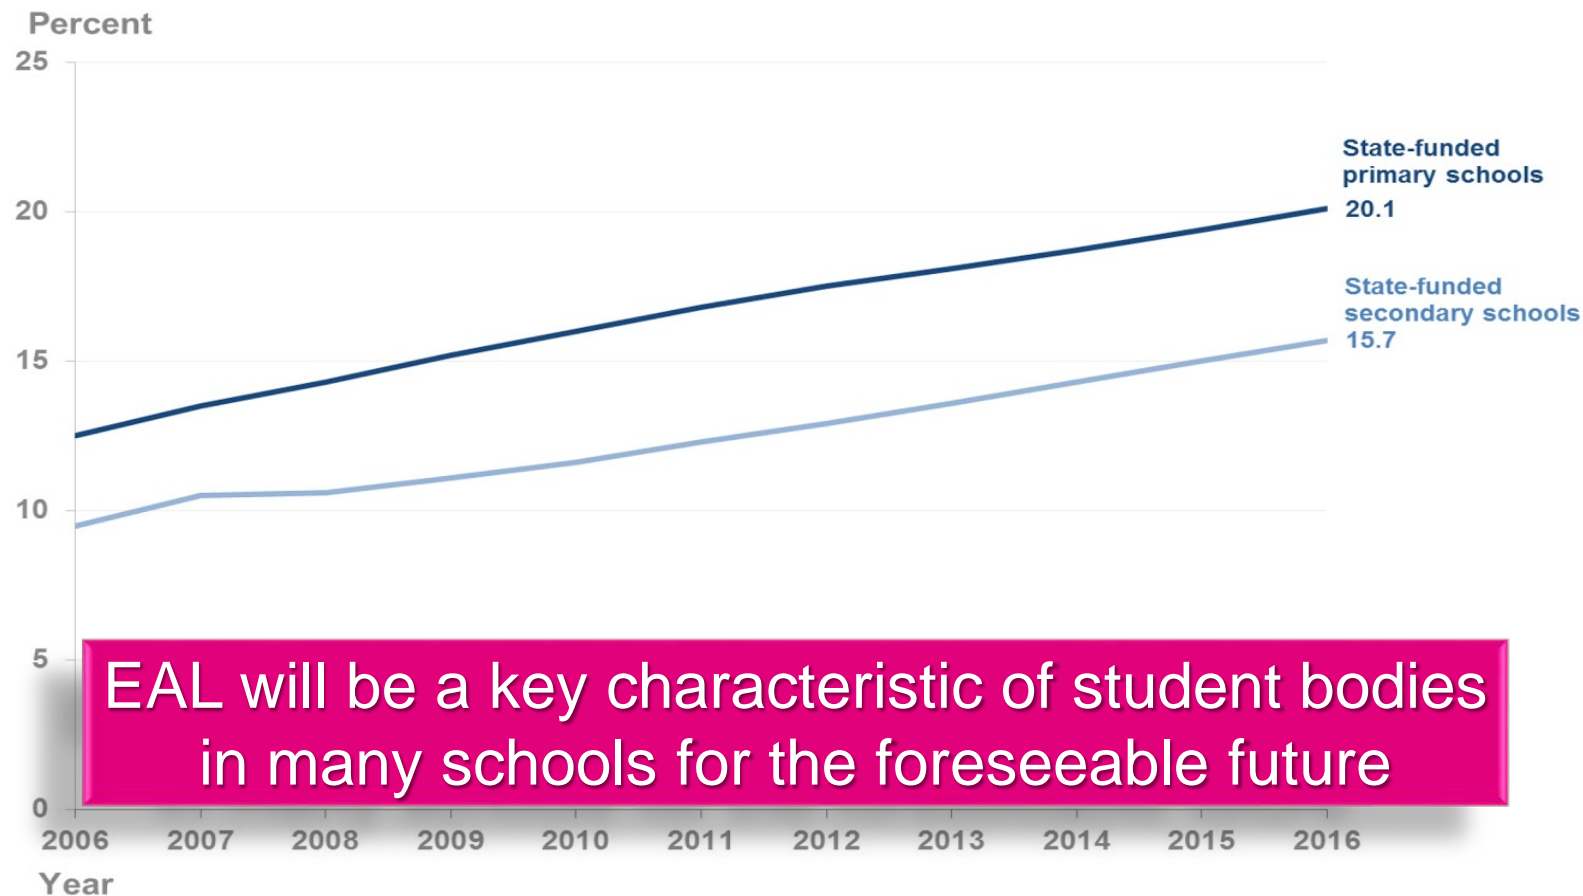 Percent
25
20
15
10
5
0
State-funded
primary schools
20.1
State-funded
secondary schools
15.7
EAL will be a key characteristic of student bodies
in many schools for the foreseeable future
2006 2007 2008 2009 2010 2011 2012 2013 2014 2015 2016
Year